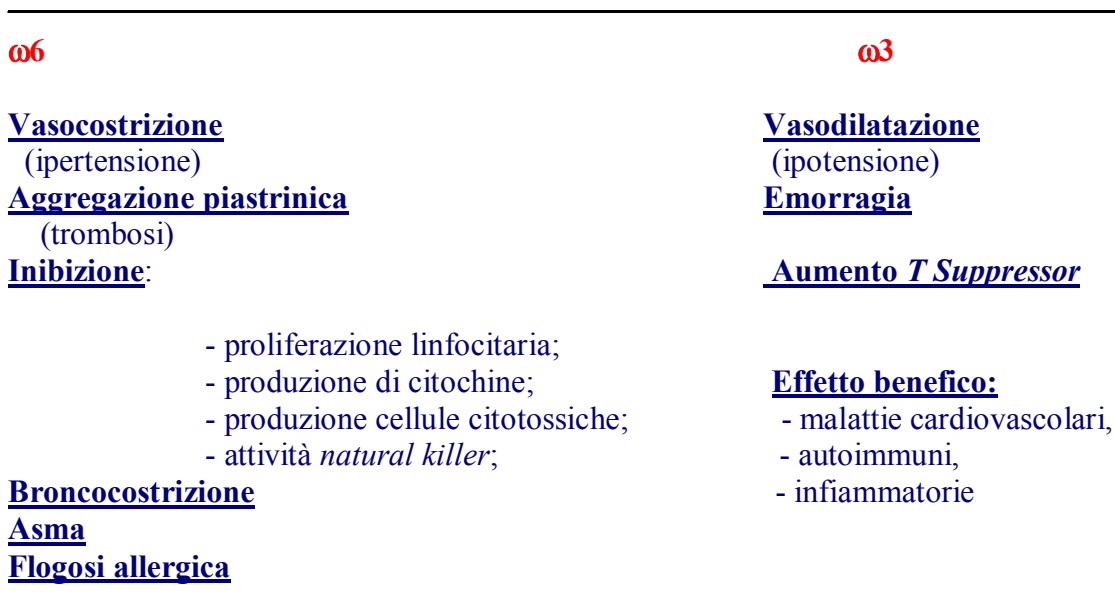 ω6 ω3
Vasocostrizione Vasodilatazione
(ipertensione) (ipotensione)
Aggregazione piastrinica Emorragia
(trombosi)
Inibizione: Aumento T Suppressor
- proliferazione linfocitaria;
- produzione di citochine; Effetto benefico:
- produzione cellule citotossiche; - malattie cardiovascolari,
- attività natural killer; - autoimmuni,
Broncocostrizione - infiammatorie
Asma
Flogosi allergica